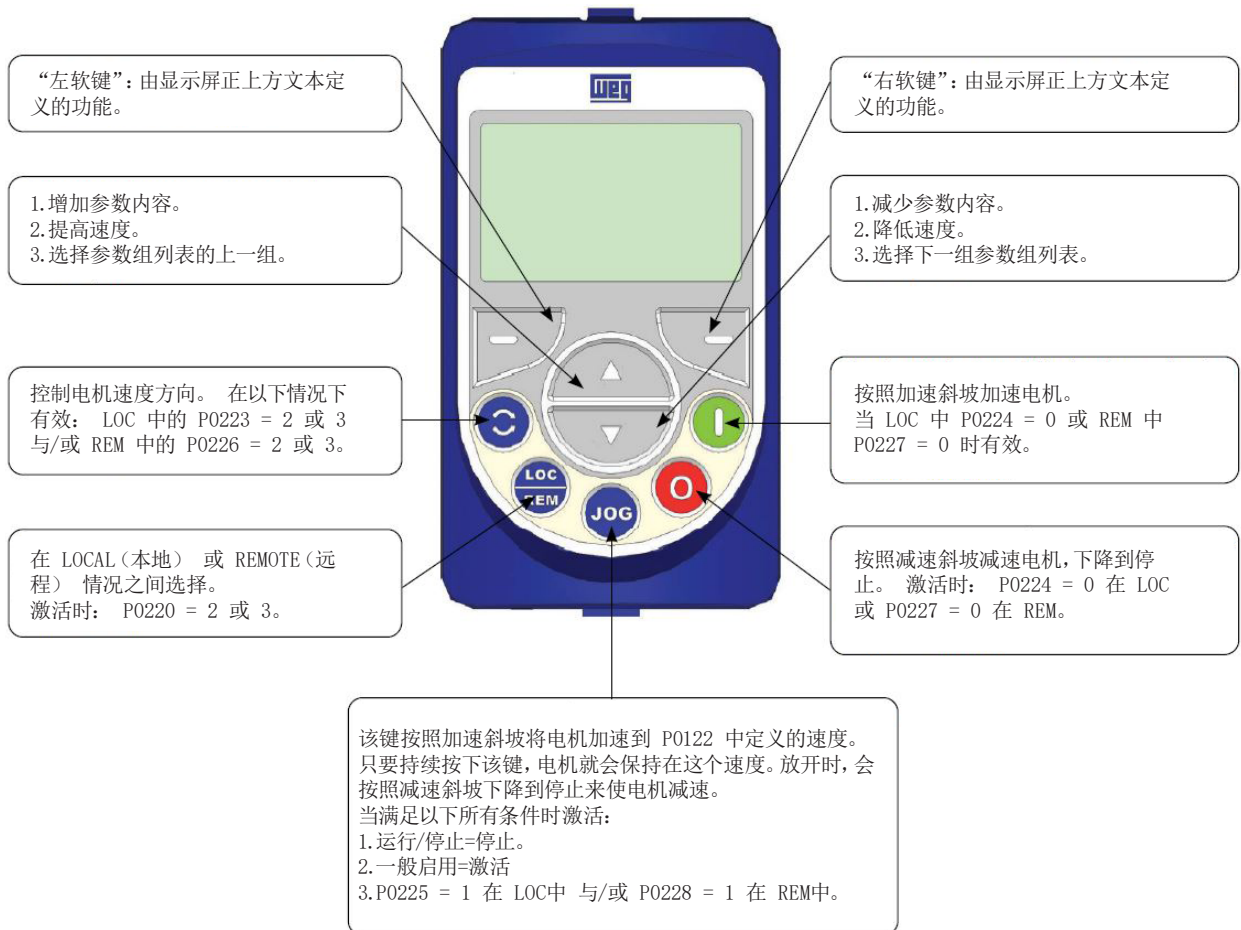 “左软键”：由显示屏正上方文本定
义的功能。
“右软键”：由显示屏正上方文本定
义的功能。
weg
1.增加参数内容。
2.提高速度。
3.选择参数组列表的上一组。
1.减少参数内容。
2.降低速度。
3.选择下一组参数组列表。
控制电机速度方向。 在以下情况下
有效： LOC 中的 P0223 = 2 或 3
与/或 REM 中的 P0226 = 2 或 3。
按照加速斜坡加速电机。
当 LOC 中 P0224 = 0 或 REM 中
P0227 = 0 时有效。
LOC
REM
JOG
在 LOCAL（本地） 或 REMOTE（远
程） 情况之间选择。
激活时： P0220 = 2 或 3。
按照减速斜坡减速电机，下降到停
止。 激活时： P0224 = 0 在 LOC
或 P0227 = 0 在 REM。
该键按照加速斜坡将电机加速到 P0122 中定义的速度。
只要持续按下该键，电机就会保持在这个速度。放开时，会
按照减速斜坡下降到停止来使电机减速。
当满足以下所有条件时激活：
1.运行/停止=停止。
2.一般启用=激活
3.P0225 = 1 在 LOC中 与/或 P0228 = 1 在 REM中。